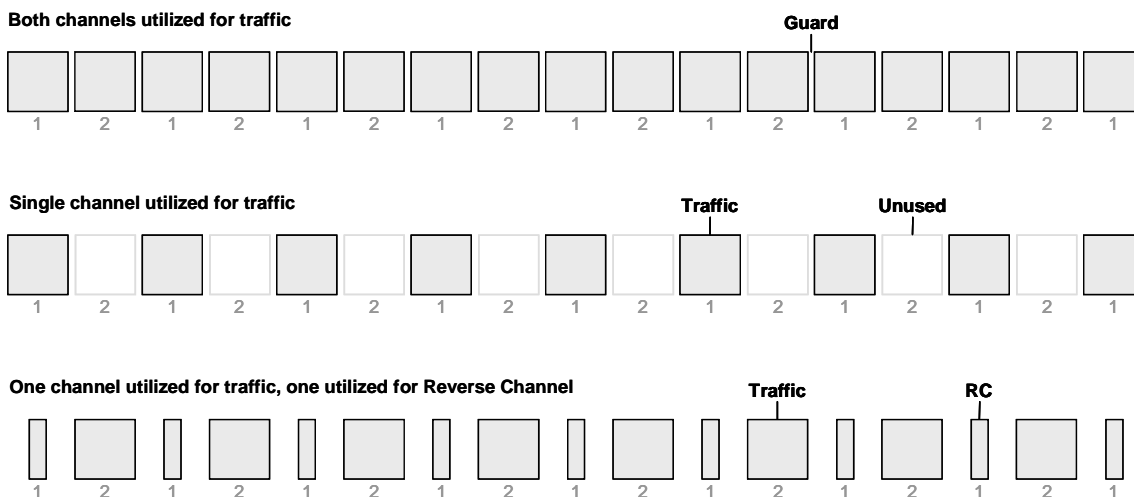 Both channels utilized for traffic
Guard
1 2 1 2 1 2 1 2 1 2 1 2 1 2 1 2 1
Single channel utilized for traffic
Traffic Unused
1 2 1 2 1 2 1 2 1 2 1 2 1 2 1 2 1
One channel utilized for traffic, one utilized for Reverse Channel
Traffic RC
1 2 1 2 1 2 1 2 1 2 1 2 1 2 1 2 1